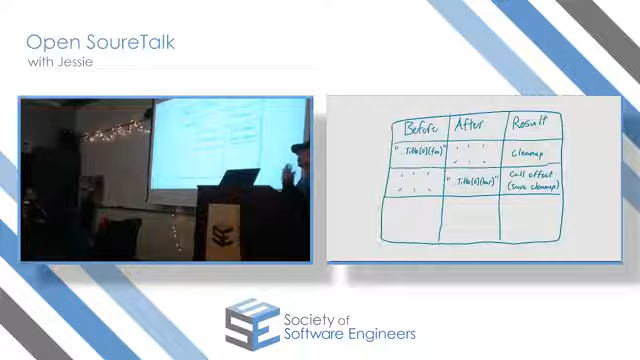 Open SoureTalk
with Jessie
Before After Result
"...Title[0](foo)" cleanup
"...Title[0](bar)" Call effect
(save cleanup)
Society of
Software Engineers